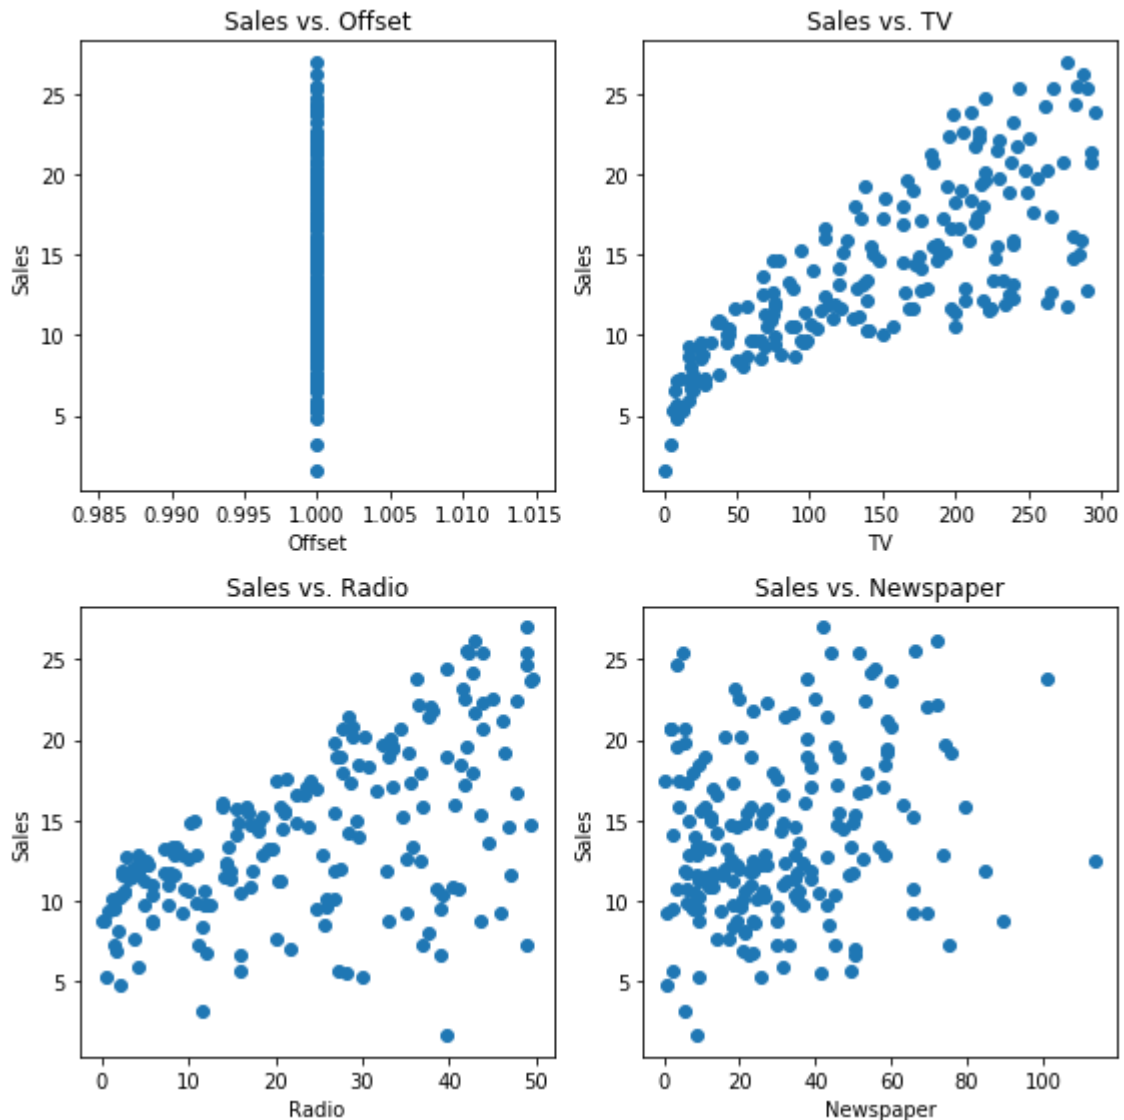 Sales vs. Offset
Sales
25
20
15
10
5
0.985 0.990 0.995 1.000 1.005 1.010 1.015
Offset
Sales vs. TV
Sales
25
20
15
10
5
0 50 100 150 200 250 300
TV
Sales vs. Radio
Sales
25
20
15
10
5
0 10 20 30 40 50
Radio
Sales vs. Newspaper
Sales
25
20
15
10
5
0 20 40 60 80 100
Newspaper